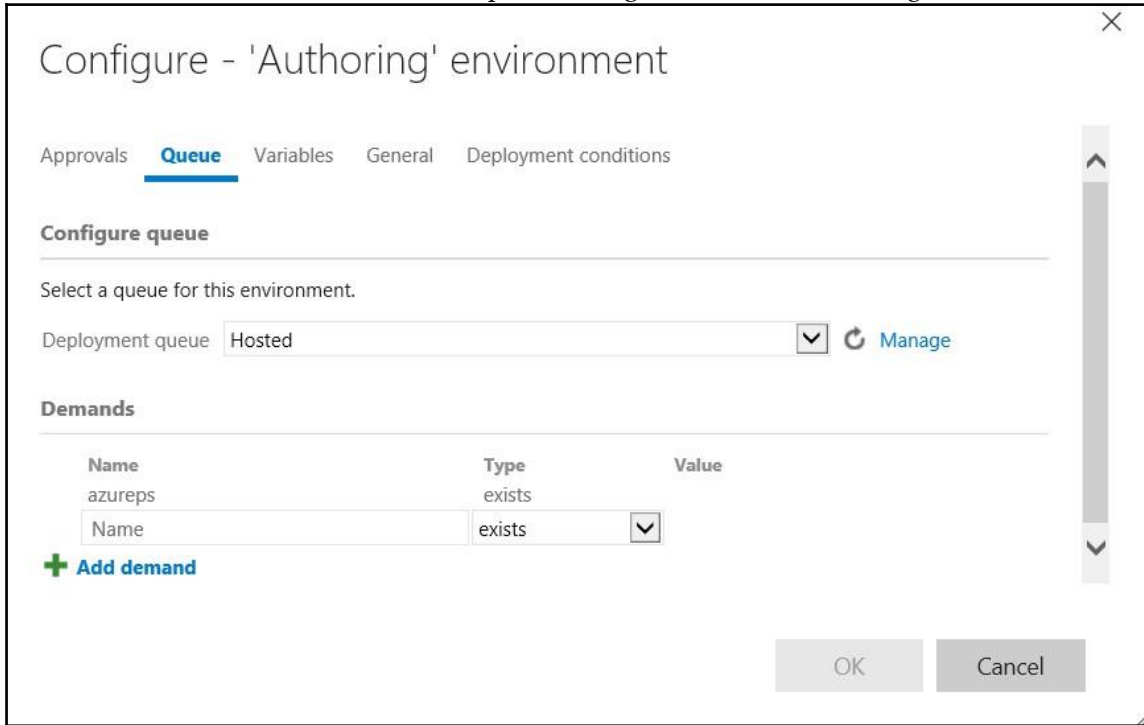 Configure - 'Authoring' environment
Approvals Queue Variables General Deployment conditions
Configure queue
Select a queue for this environment.
Deployment queue Hosted Manage
Demands
Name Type Value
azureps exists
Name exists
Add demand
OK Cancel